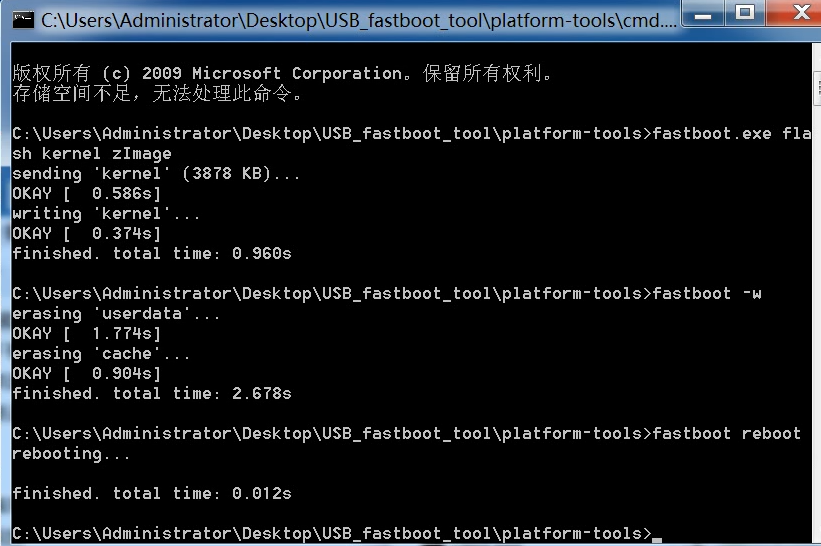 C:\Users\Administrator\Desktop\USB_fastboot_tool\platform-tools\cmd....
版权所有 (c) 2009 Microsoft Corporation。保留所有权利。
存储空间不足，无法处理此命令。
C:\Users\Administrator\Desktop\USB_fastboot_tool\platform-tools>fastboot.exe fla
sh kernel zImage
sending 'kernel' (3878 KB)...
OKAY [  0.586s]
writing 'kernel'...
OKAY [  0.374s]
finished. total time: 0.960s
C:\Users\Administrator\Desktop\USB_fastboot_tool\platform-tools>fastboot -w
erasing 'userdata'...
OKAY [  1.774s]
erasing 'cache'...
OKAY [  0.904s]
finished. total time: 2.678s
C:\Users\Administrator\Desktop\USB_fastboot_tool\platform-tools>fastboot reboot
rebooting...
finished. total time: 0.012s
C:\Users\Administrator\Desktop\USB_fastboot_tool\platform-tools>_